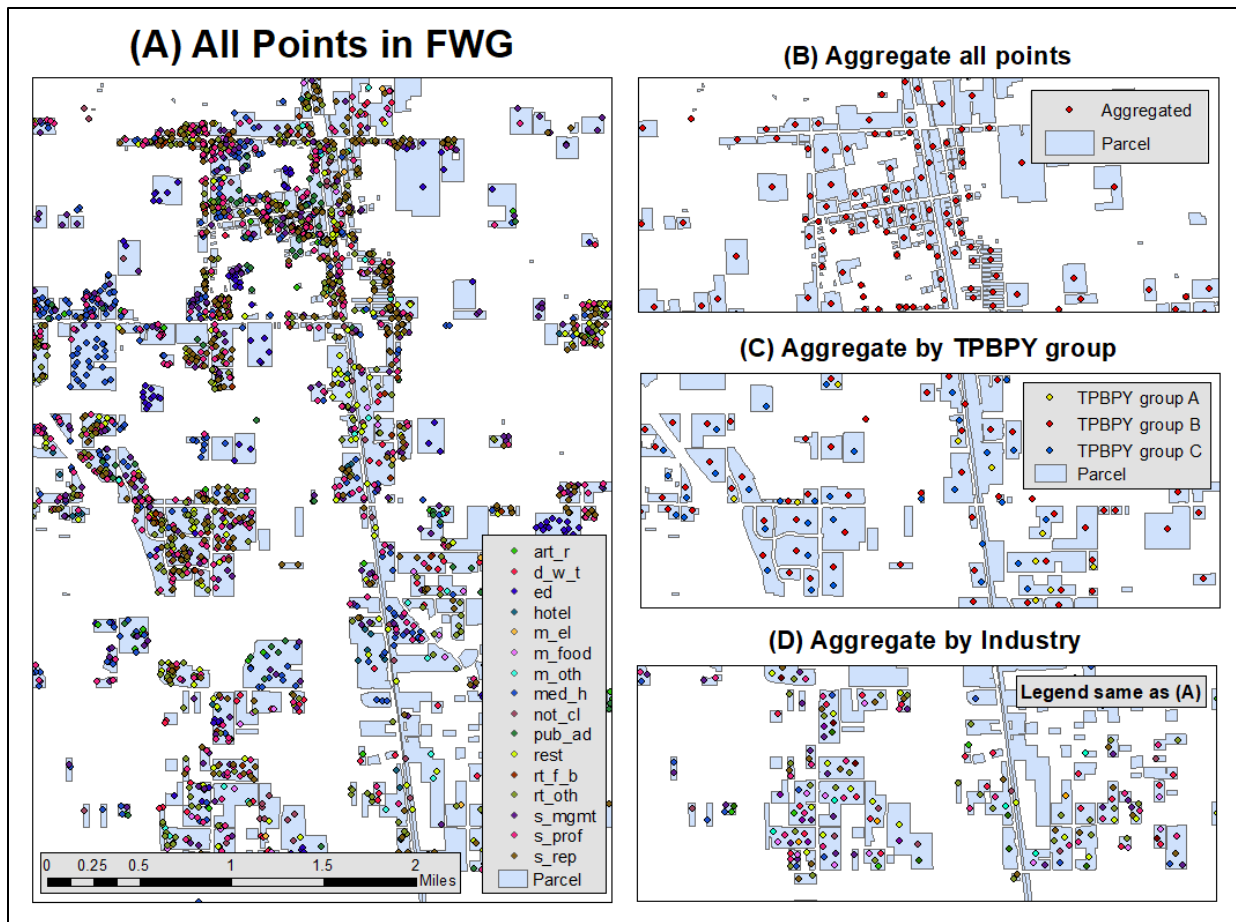 (A) All Points in FWG
art_r
d_w_t
ed
hotel
m_el
m_food
m_oth
med_h
not_cl
pub_ad
rest
rt_f_b
rt_oth
s_mgmt
s_prof
s_rep
Parcel
0 0.25 0.5 1 1.5 2
Miles
(B) Aggregate all points
Aggregated
Parcel
(C) Aggregate by TPBPY group
TPBPY group A
TPBPY group B
TPBPY group C
Parcel
(D) Aggregate by Industry
Legend same as (A)